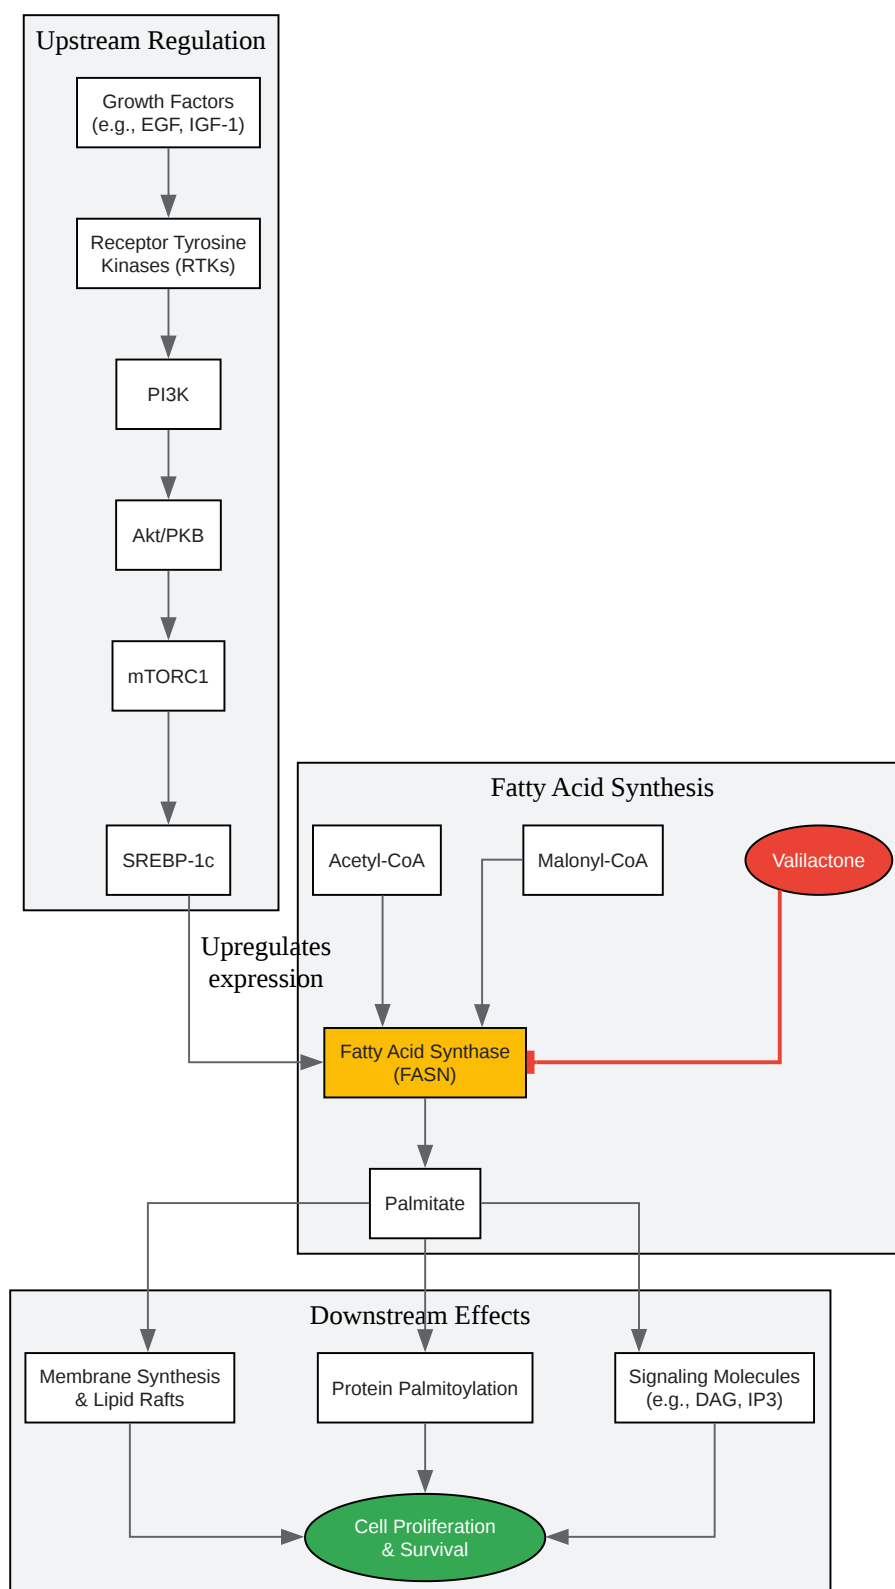 Upstream Regulation
Growth Factors
(e.g., EGF, IGF-1)
Receptor Tyrosine
Kinases (RTKs)
PI3K
Akt/PKB
mTORC1
SREBP-1c
Fatty Acid Synthesis
Acetyl-CoA
Malonyl-CoA
Valilactone
Upregulates
expression
Fatty Acid Synthase
(FASN)
Palmitate
Downstream Effects
Membrane Synthesis
& Lipid Rafts
Protein Palmitoylation
Signaling Molecules
(e.g., DAG, IP3)
Cell Proliferation
& Survival